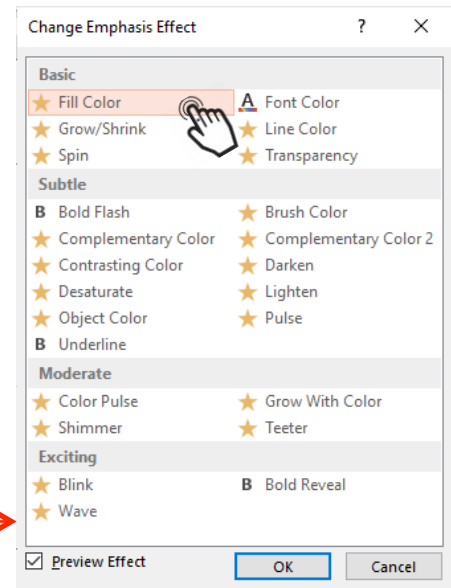 Change Emphasis Effect ? ×
Basic
Fill Color A Font Color
Grow/Shrink Line Color
Spin Transparency
Subtle
B Bold Flash Brush Color
Complementary Color Complementary Color 2
Contrasting Color Darken
Desaturate Lighten
Object Color Pulse
B Underline
Moderate
Color Pulse Grow With Color
Shimmer Teeter
Exciting
Blink B Bold Reveal
Wave
Preview Effect OK Cancel